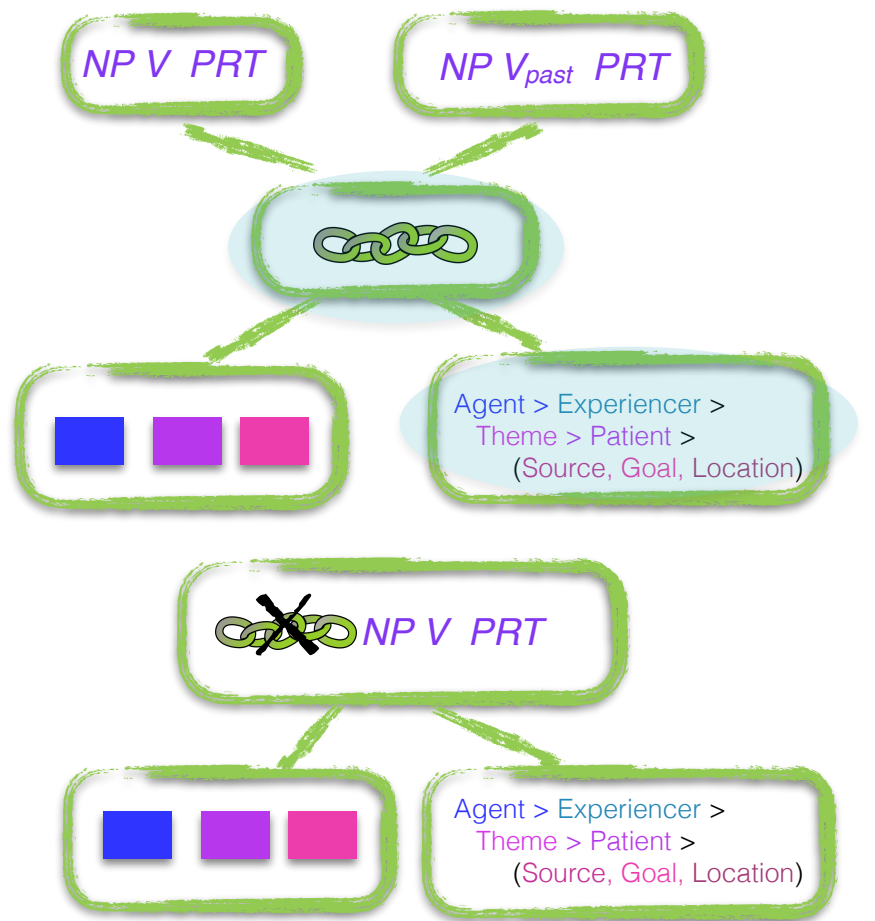 NP V PRT
NP Vpast PRT
Agent > Experiencer >
Theme > Patient >
(Source, Goal, Location)
NP V PRT
Agent > Experiencer >
Theme > Patient >
(Source, Goal, Location)